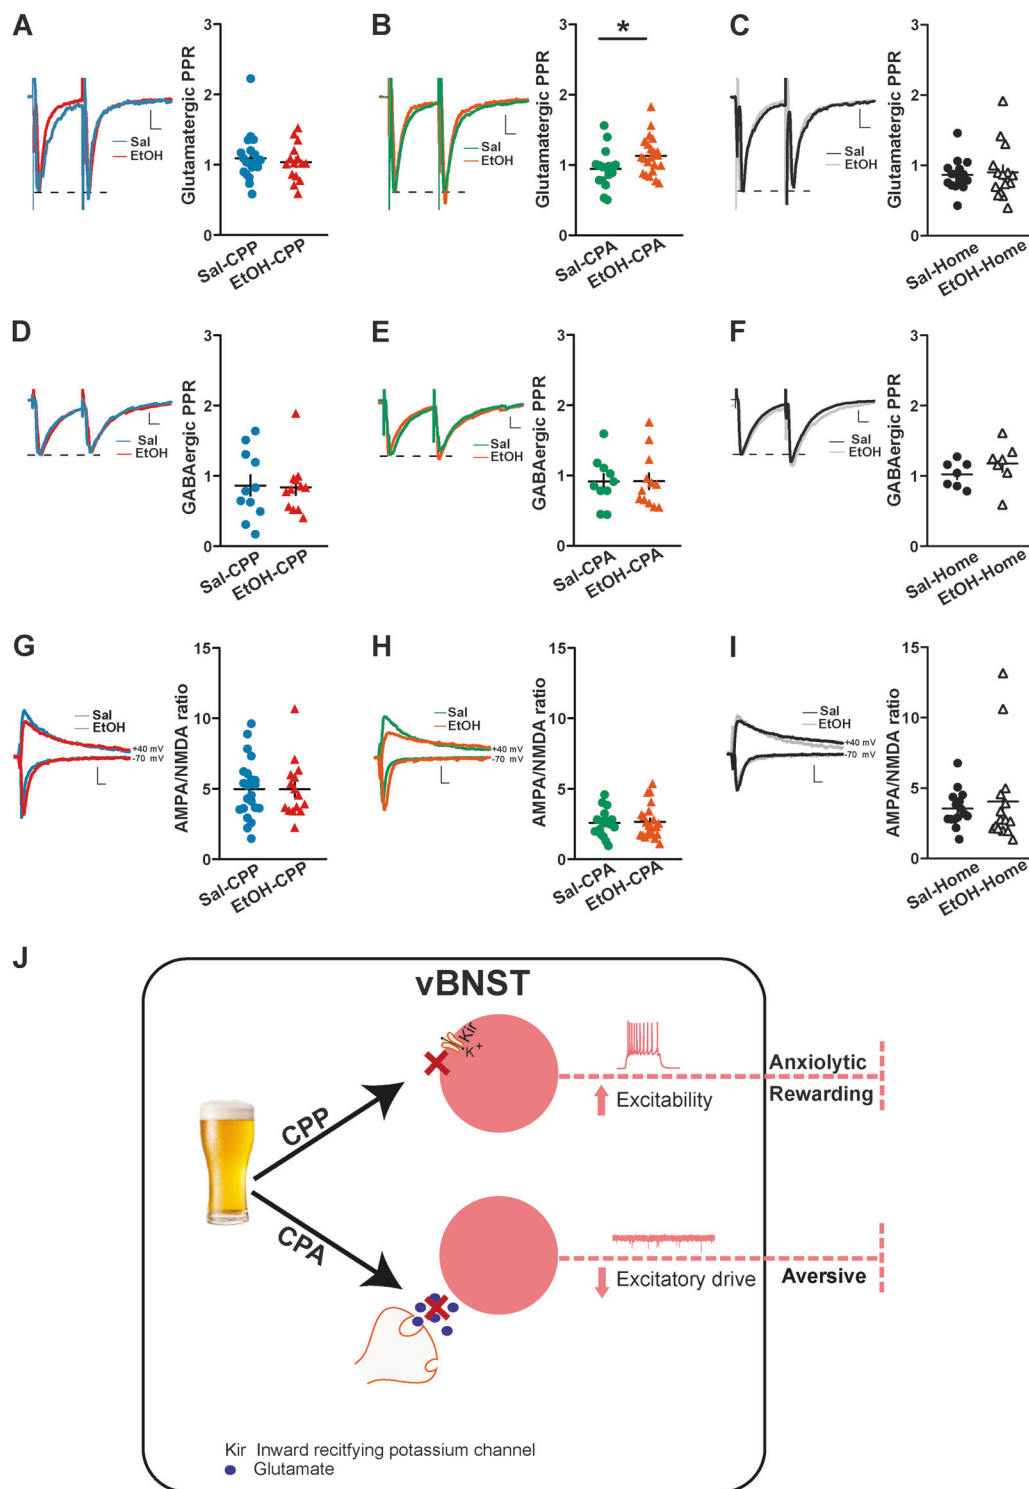 A
Glutamatergic PPR
3
2
1
0
Sal
EtOH
Sal-CPP
EtOH-CPP
B
Glutamatergic PPR
3
2
1
0
*
Sal
EtOH
Sal-CPA
EtOH-CPA
C
Glutamatergic PPR
3
2
1
0
Sal
EtOH
Sal-Home
EtOH-Home
D
GABAergic PPR
3
2
1
0
Sal
EtOH
Sal-CPP
EtOH-CPP
E
GABAergic PPR
3
2
1
0
Sal
EtOH
Sal-CPA
EtOH-CPA
F
GABAergic PPR
3
2
1
0
Sal
EtOH
Sal-Home
EtOH-Home
G
AMPA/NMDA ratio
15
10
5
0
Sal
EtOH
+40 mV
-70 mV
Sal-CPP
EtOH-CPP
H
AMPA/NMDA ratio
15
10
5
0
Sal
EtOH
+40 mV
-70 mV
Sal-CPA
EtOH-CPA
I
AMPA/NMDA ratio
15
10
5
0
Sal
EtOH
+40 mV
-70 mV
Sal-Home
EtOH-Home
J
vBNST
Kir
K+
CPP
Excitability
Anxiolytic
Rewarding
CPA
Excitatory drive
Aversive
Kir Inward recitfying potassium channel
Glutamate